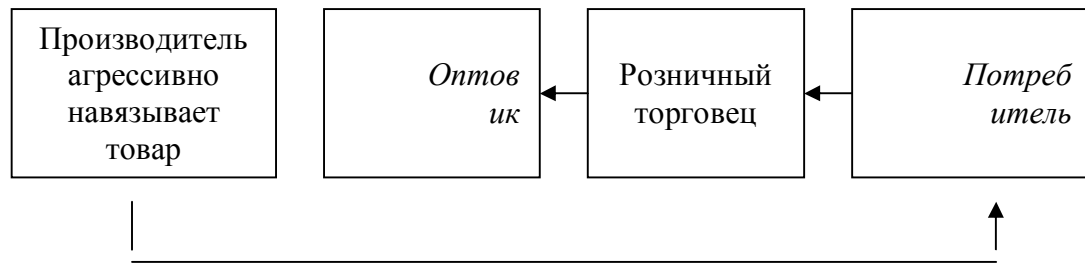 Производитель
агрессивно
навязывает
товар
Оптов
ик
Розничный
торговец
Потреб
итель